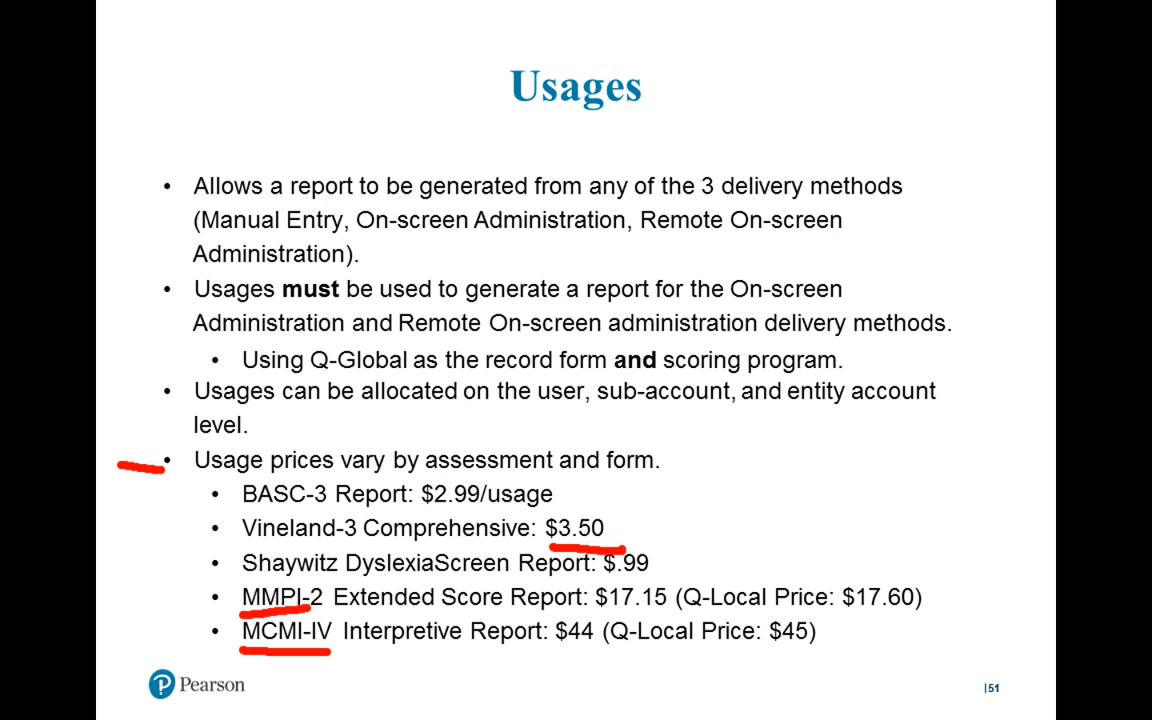 Usages
• Allows a report to be generated from any of the 3 delivery methods
(Manual Entry, On-screen Administration, Remote On-screen
Administration).
• Usages must be used to generate a report for the On-screen
Administration and Remote On-screen administration delivery methods.
• Using Q-Global as the record form and scoring program.
• Usages can be allocated on the user, sub-account, and entity account
level.
• Usage prices vary by assessment and form.
• BASC-3 Report: $2.99/usage
• Vineland-3 Comprehensive: $3.50
• Shaywitz DyslexiaScreen Report: $.99
• MMPI-2 Extended Score Report: $17.15 (Q-Local Price: $17.60)
• MCMI-IV Interpretive Report: $44 (Q-Local Price: $45)
P Pearson
|51